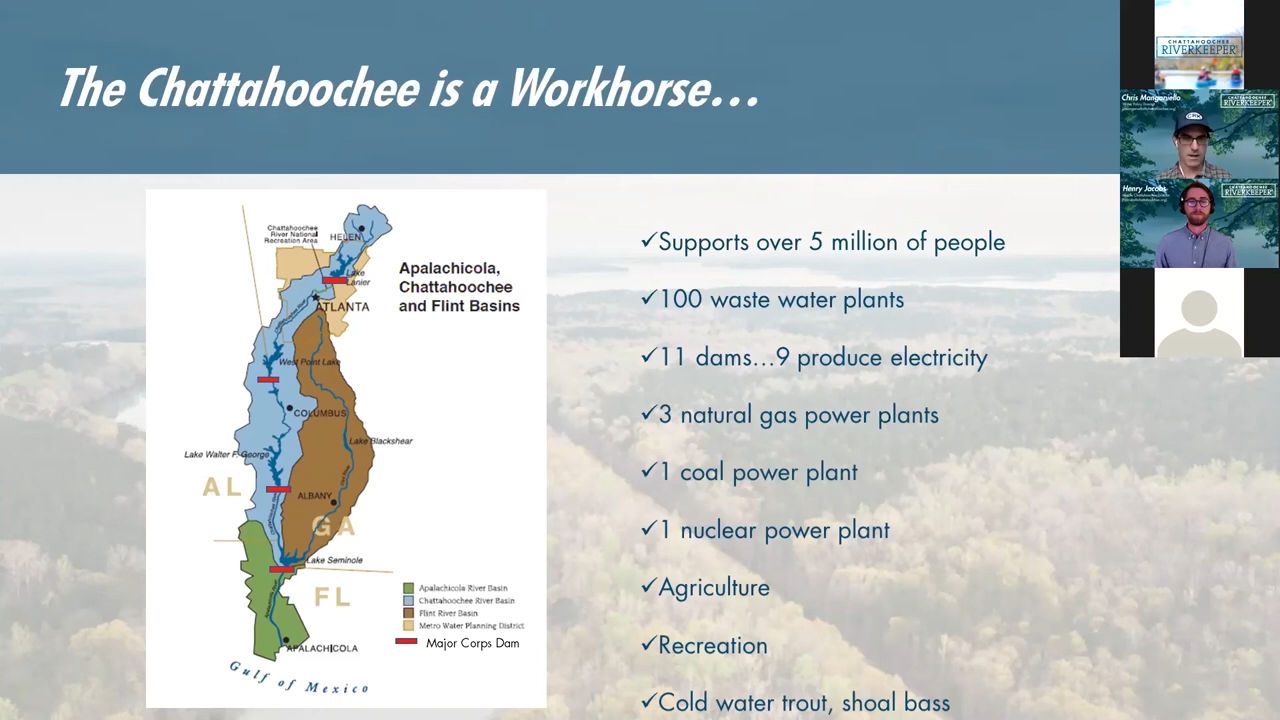 The Chattahoochee is a Workhorse...
Chattahoochee
River National
Recreation Area
HELEN
Lake
Lanier
ATLANTA
Apalachicola,
Chattahoochee
and Flint Basins
West Point Lake
COLUMBUS
Lake Blackshear
Lake Walter F. George
AL
ALBANY
GA
Lake Seminole
FL
APALACHICOLA
Gulf of Mexico
Apalachicola River Basin
Chattahoochee River Basin
Flint River Basin
Metro Water Planning District
Major Corps Dam
✓Supports over 5 million of people
✓100 waste water plants
✓11 dams...9 produce electricity
✓3 natural gas power plants
✓1 coal power plant
✓1 nuclear power plant
✓Agriculture
✓Recreation
✓Cold water trout, shoal bass
CHATTAHOOCHEE
RIVERKEEPER
Chris Manganiello
RIVERKEEPER
CRK
Henry Jacobs
RIVERKEEPER